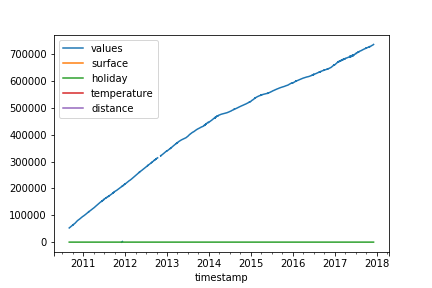 values
surface
holiday
temperature
distance
700000
600000
500000
400000
300000
200000
100000
0
2011 2012 2013 2014 2015 2016 2017 2018
timestamp